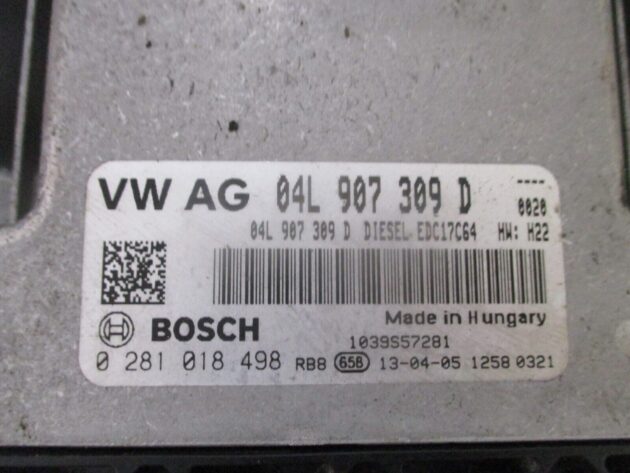 VW AG 04L 907 309 D ----
0020
04L 907 309 D DIESEL EDC17C64 HW: H22
Made in Hungary
BOSCH 1039S57281
0 281 018 498 RB8 658 13-04-05 1258 0321